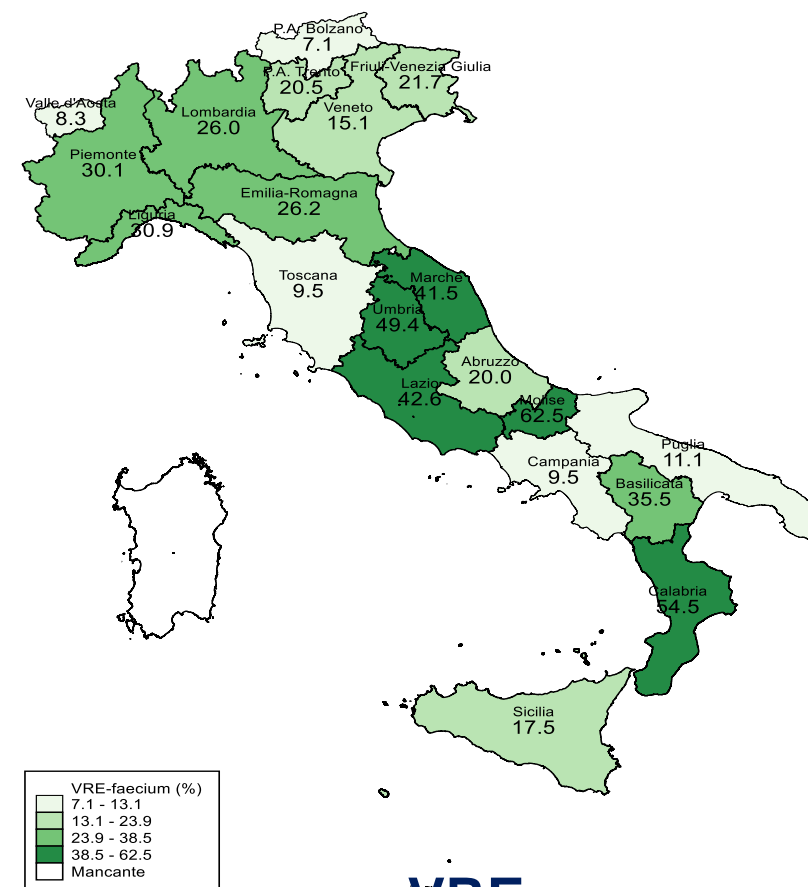 P.A. Bolzano
7.1
P.A. Trento
20.5
Friuli-Venezia Giulia
21.7
Valle d'Aosta
8.3
Lombardia
26.0
Veneto
15.1
Piemonte
30.1
Emilia-Romagna
26.2
Liguria
30.9
Toscana
9.5
Marche
41.5
Umbria
49.4
Abruzzo
20.0
Lazio
42.6
Molise
62.5
Puglia
11.1
Campania
9.5
Basilicata
35.5
Calabria
54.5
Sicilia
17.5
VRE-faecium (%)
7.1 - 13.1
13.1 - 23.9
23.9 - 38.5
38.5 - 62.5
Mancante
VRE